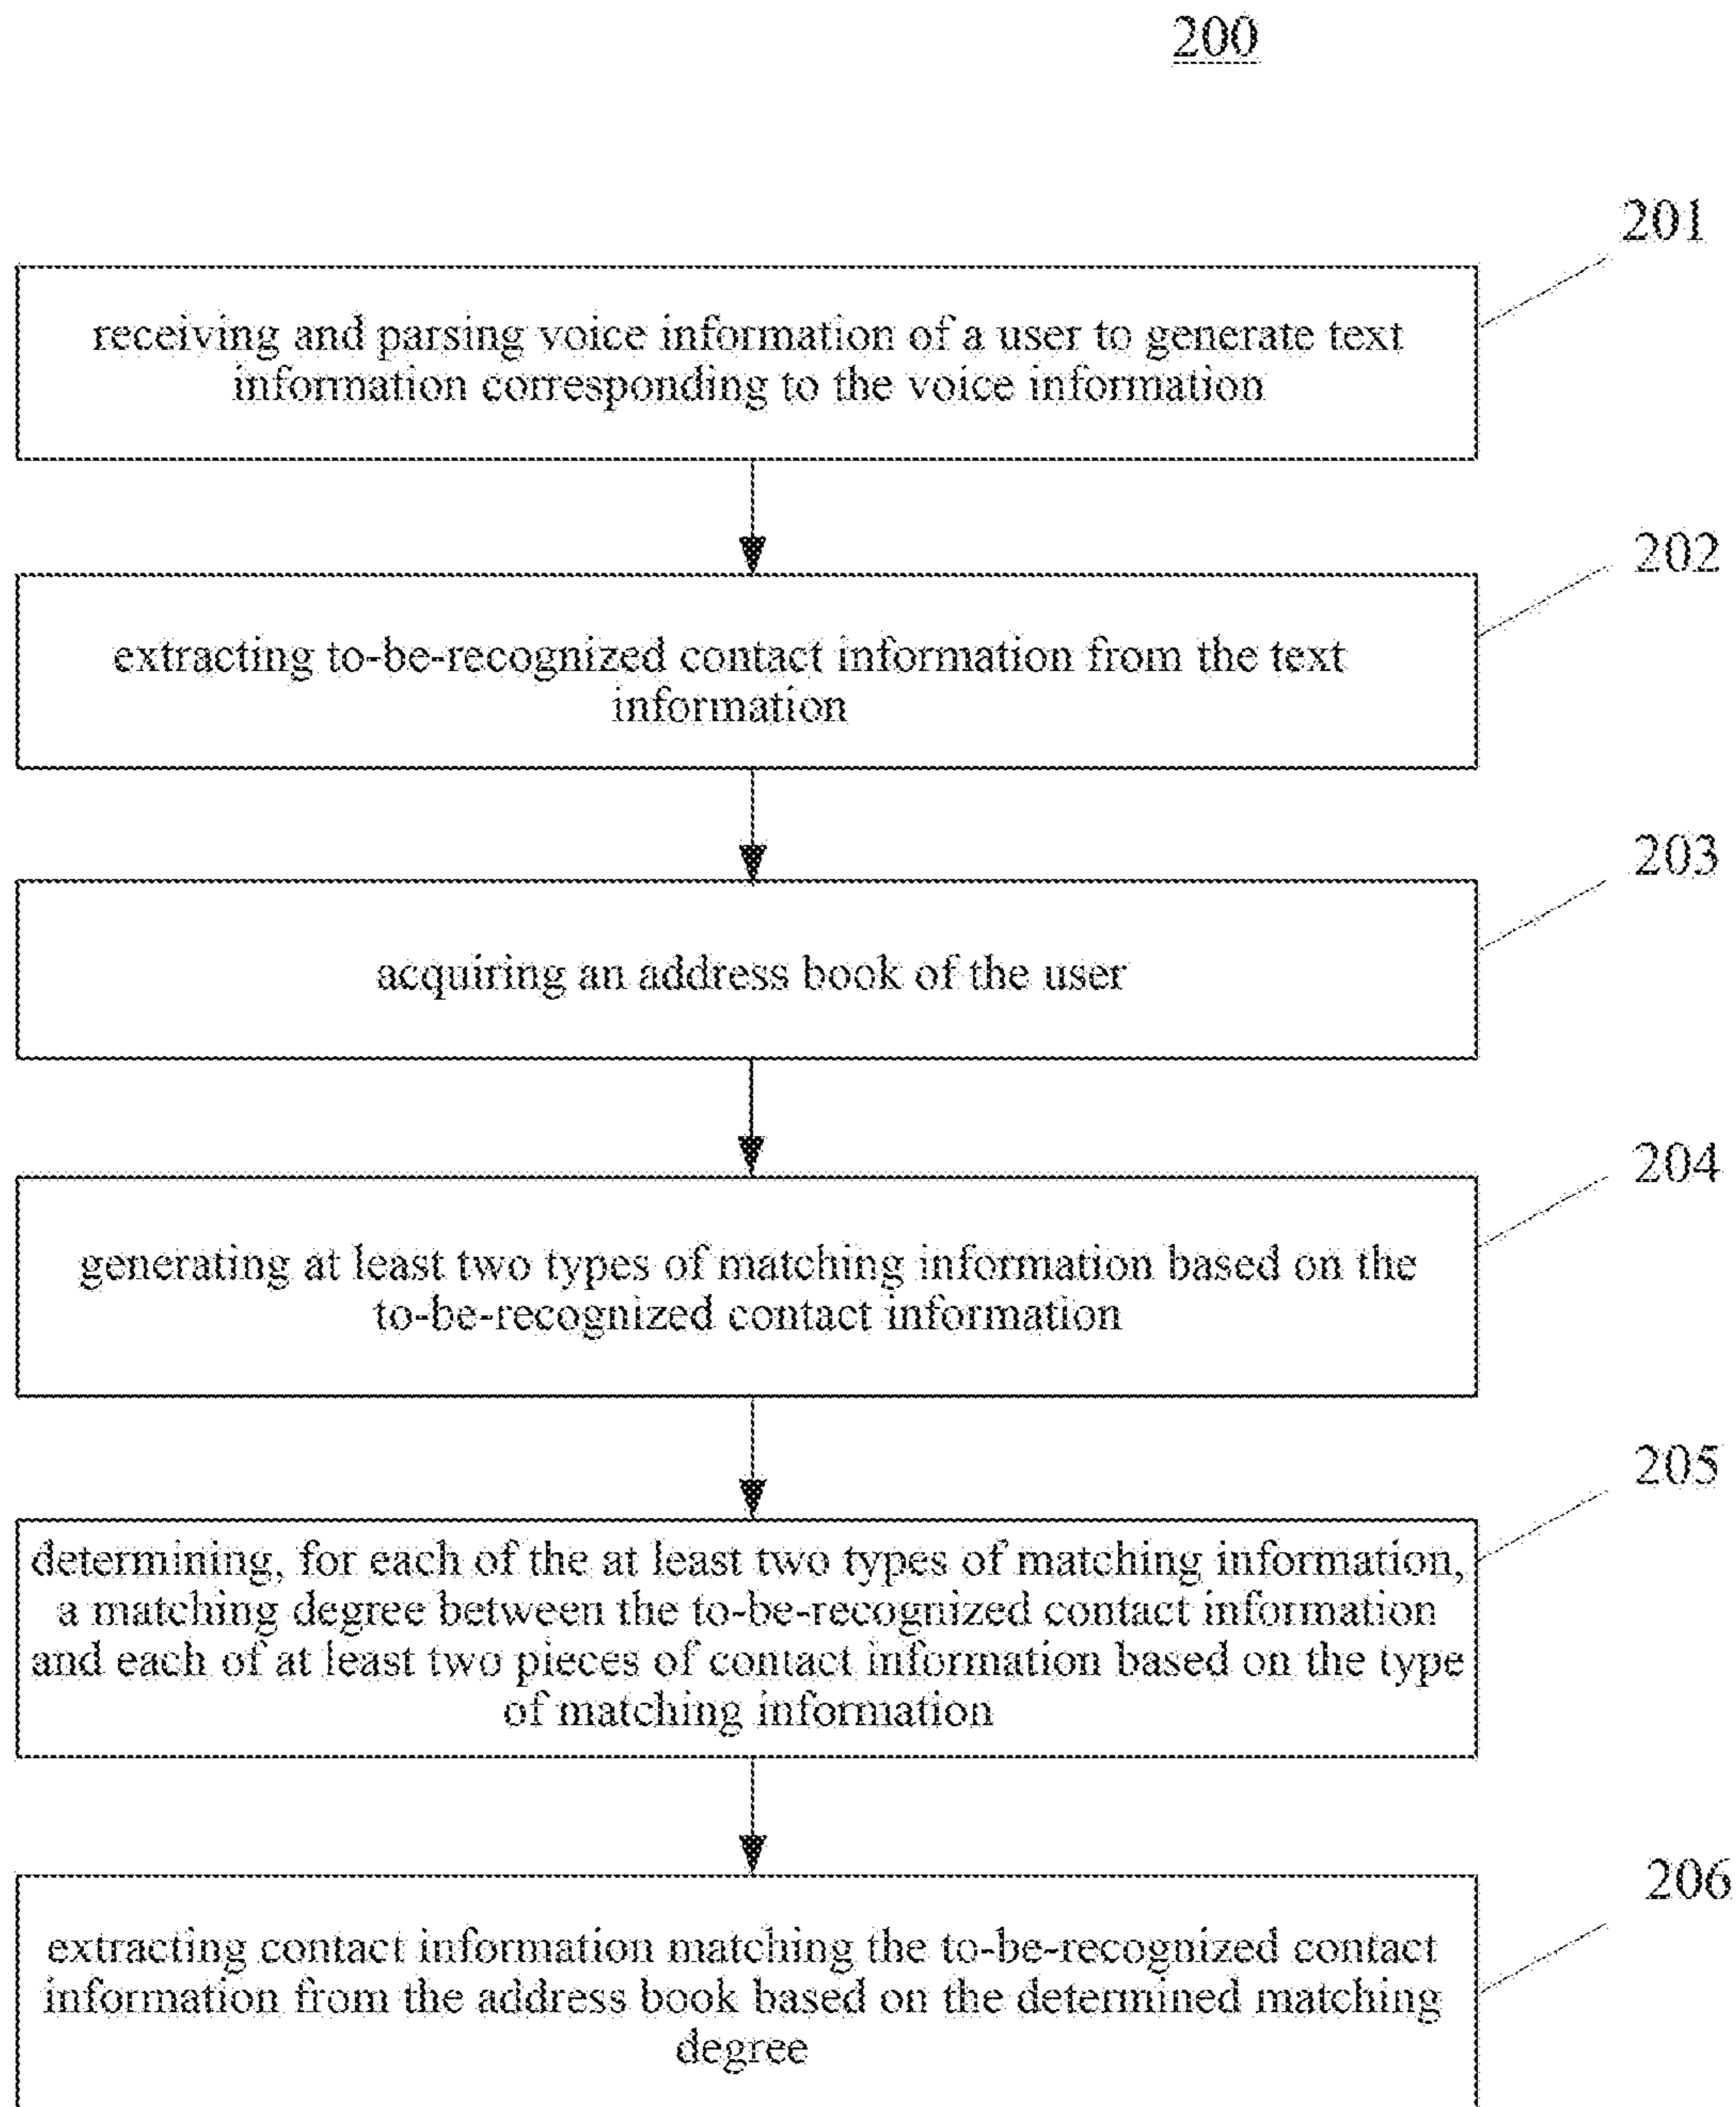 200
201
receiving and parsing voice information of a user to generate text
information corresponding to the voice information
202
extracting to-be-recognized contact information from the text
information
203
acquiring an address book of the user
204
generating at least two types of matching information based on the
to-be-recognized contact information
205
determining, for each of the at least two types of matching information,
a matching degree between the to-be-recognized contact information
and each of at least two pieces of contact information based on the type
of matching information
206
extracting contact information matching the to-be-recognized contact
information from the address book based on the determined matching
degree